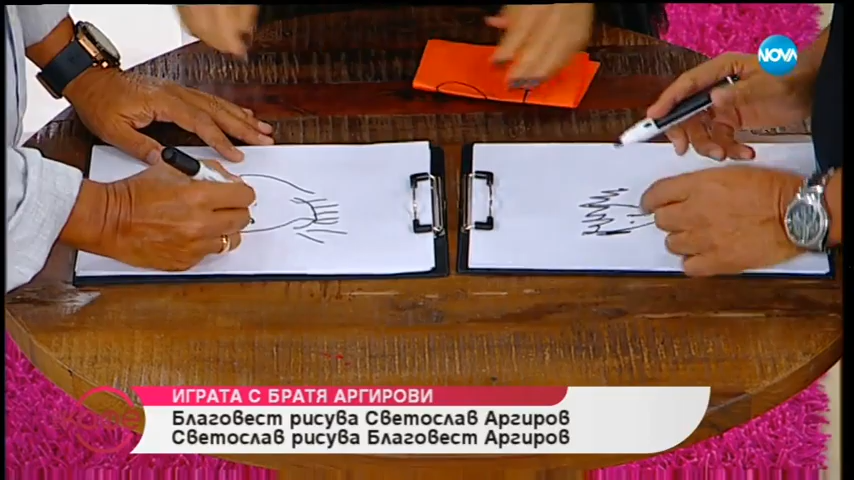 NOVA
ИГРАТА С БРАТЯ АРГИРОВИ
Благовест рисува Светослав Аргиров
Светослав рисува Благовест Аргиров